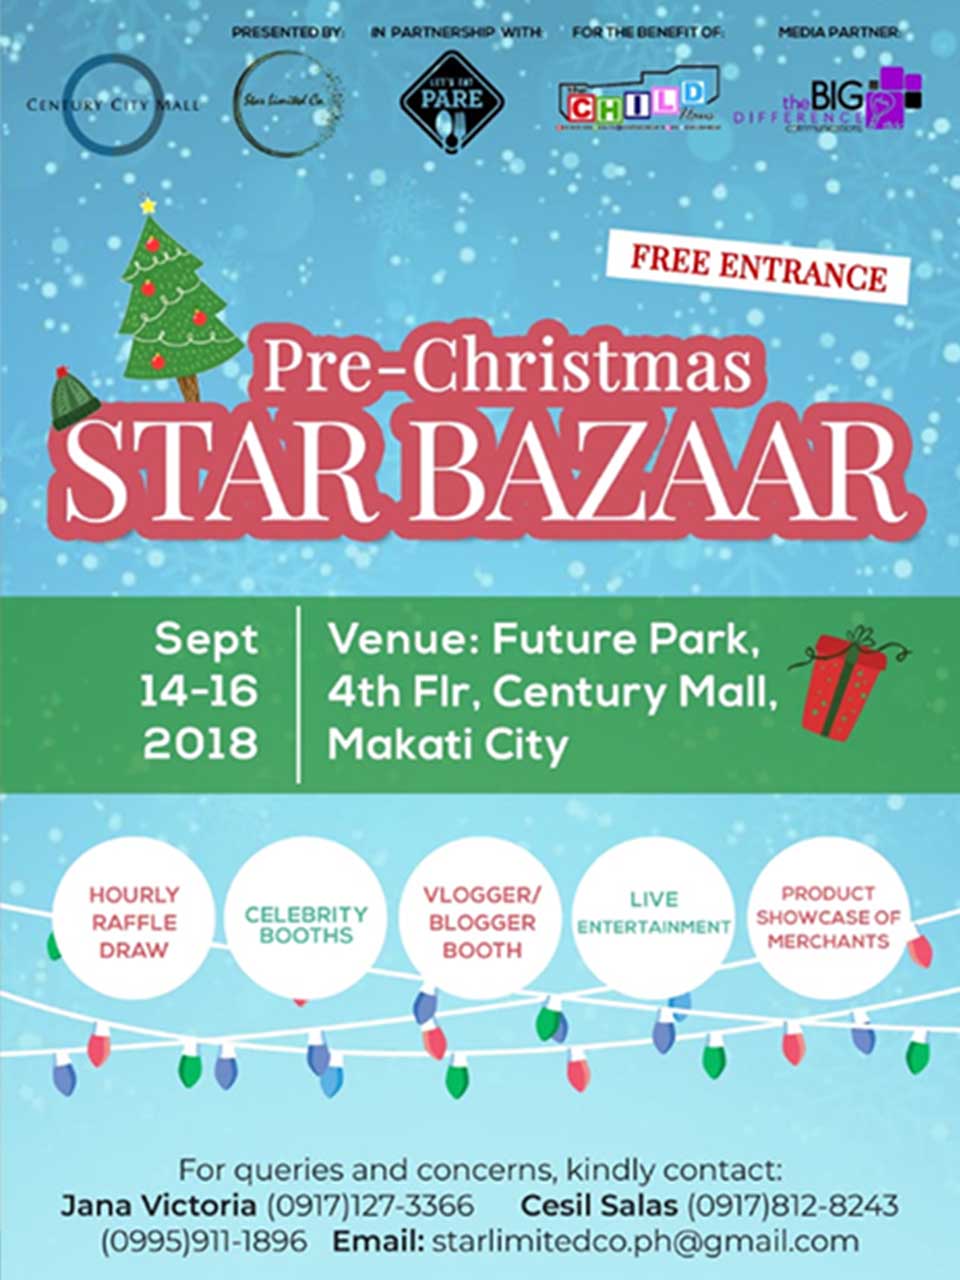 PRESENTED BY:
IN PARTNERSHIP WITH:
FOR THE BENEFIT OF:
MEDIA PARTNER:
CENTURY CITY MALL
Star Limited Co.
LET'S EAT
PARE
the
CHILD
Haus
the BIG
DIFFERENCE
communications
FREE ENTRANCE
Pre-Christmas
STAR BAZAAR
Sept
14-16
2018
Venue: Future Park,
4th Flr, Century Mall,
Makati City
HOURLY
RAFFLE
DRAW
CELEBRITY
BOOTHS
VLOGGER/
BLOGGER
BOOTH
LIVE
ENTERTAINMENT
PRODUCT
SHOWCASE OF
MERCHANTS
For queries and concerns, kindly contact:
Jana Victoria (0917)127-3366 Cesil Salas (0917)812-8243
(0995)911-1896 Email: starlimitedco.ph@gmail.com